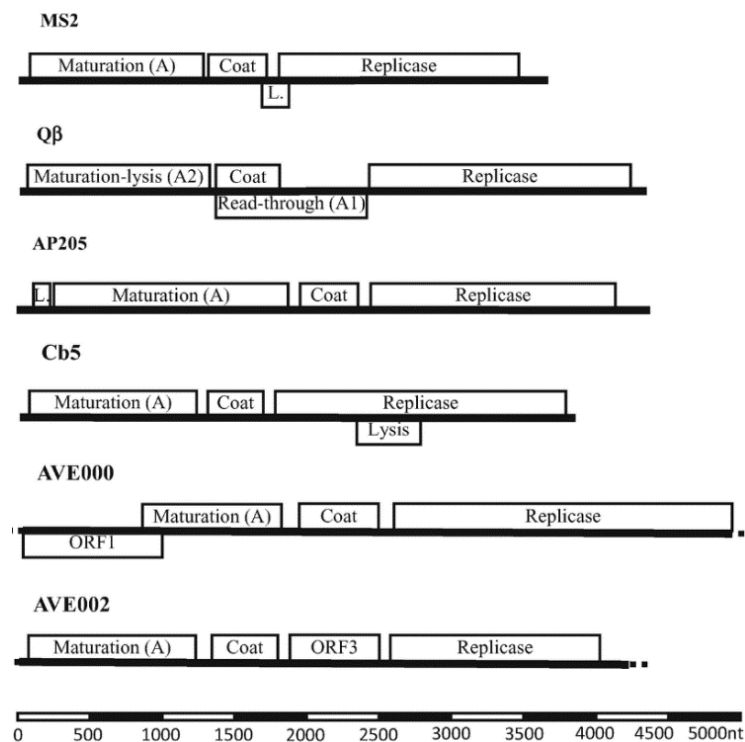 MS2
Maturation (A) Coat Replicase
L.
Qβ
Maturation-lysis (A2) Coat Replicase
Read-through (A1)
AP205
L. Maturation (A) Coat Replicase
Cb5
Maturation (A) Coat Replicase
Lysis
AVE000
Maturation (A) Coat Replicase
ORF1
AVE002
Maturation (A) Coat ORF3 Replicase
0 500 1000 1500 2000 2500 3000 3500 4000 4500 5000nt